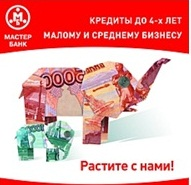 КРЕДИТЫ ДО 4-х ЛЕТ
МАЛОМУ И СРЕДНЕМУ БИЗНЕСУ
МАСТЕР
БАНК
Растите с нами!